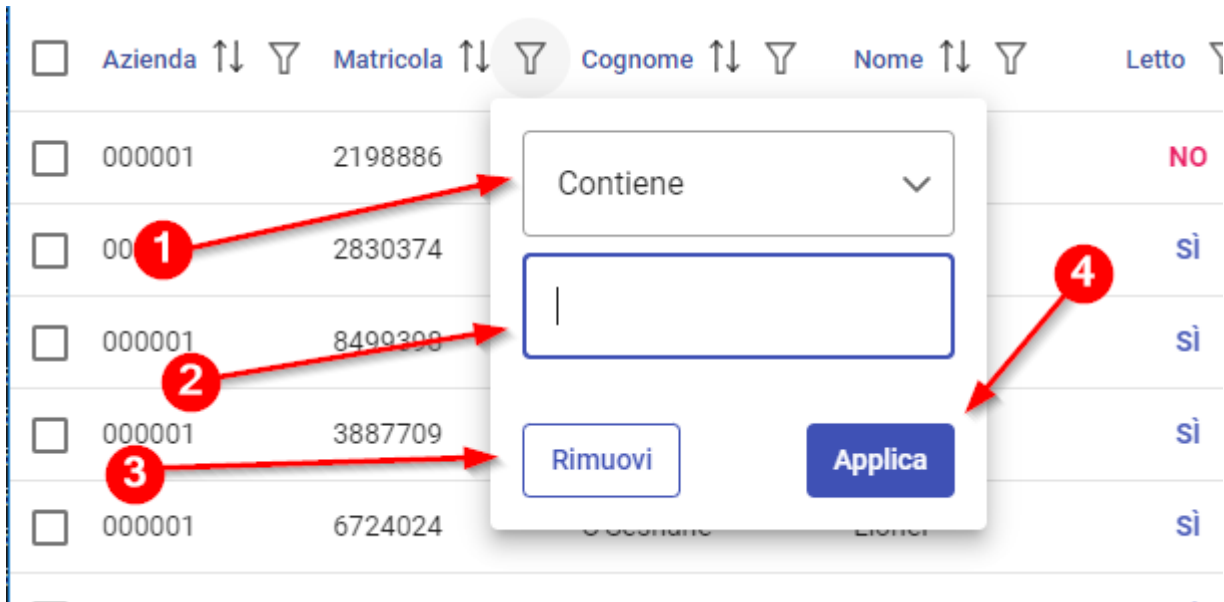 Azienda Matricola Cognome Nome Letto
000001 2198886 Contiene NO
1
00 2830374 SÌ
4
000001 8499398 SÌ
2
000001 3887709 SÌ
3 Rimuovi Applica
000001 6724024 SÌ